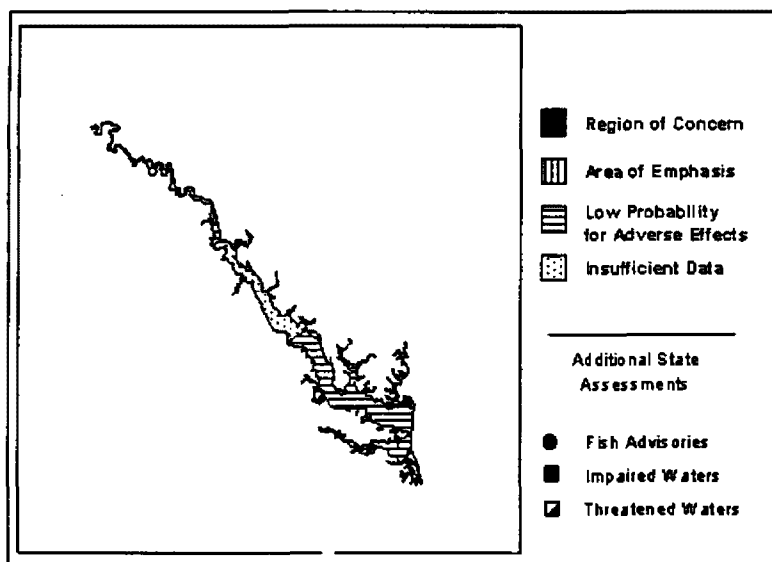 Region of Concern
Area of Emphasis
Low Probability
for Adverse Effects
Insufficient Data
Additional State
Assessments
Fish Advisories
Impaired Waters
Threatened Waters